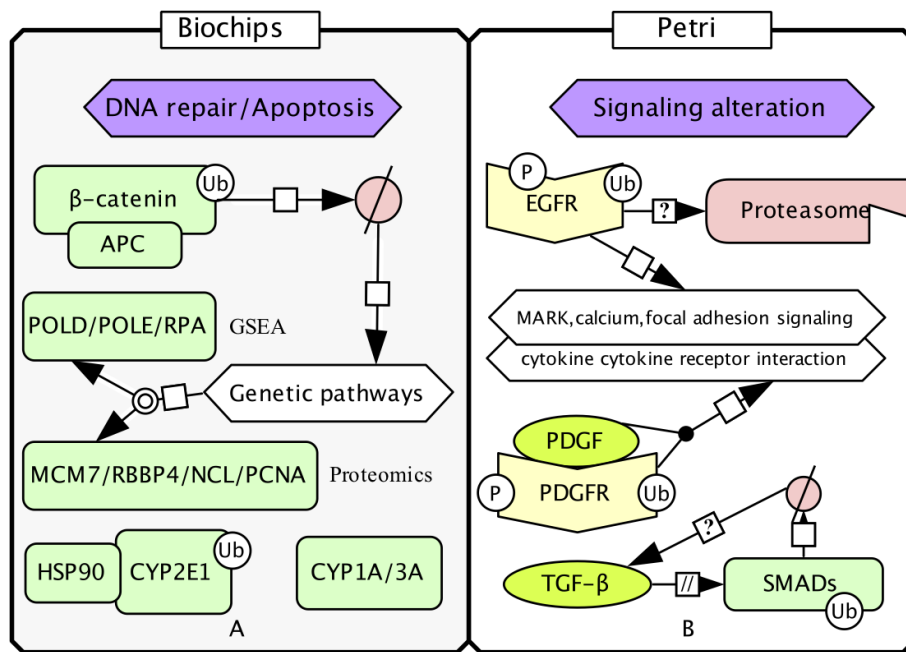 Biochips
DNA repair/Apoptosis
Ub
β-catenin
APC
POLD/POLE/RPA
GSEA
Genetic pathways
MCM7/RBBP4/NCL/PCNA
Proteomics
Ub
HSP90
CYP2E1
CYP1A/3A
A
Petri
Signaling alteration
P
Ub
EGFR
?
Proteasome
MARK,calcium,focal adhesion signaling
cytokine cytokine receptor interaction
PDGF
P
PDGFR
Ub
?
TGF-β
//
SMADs
Ub
B